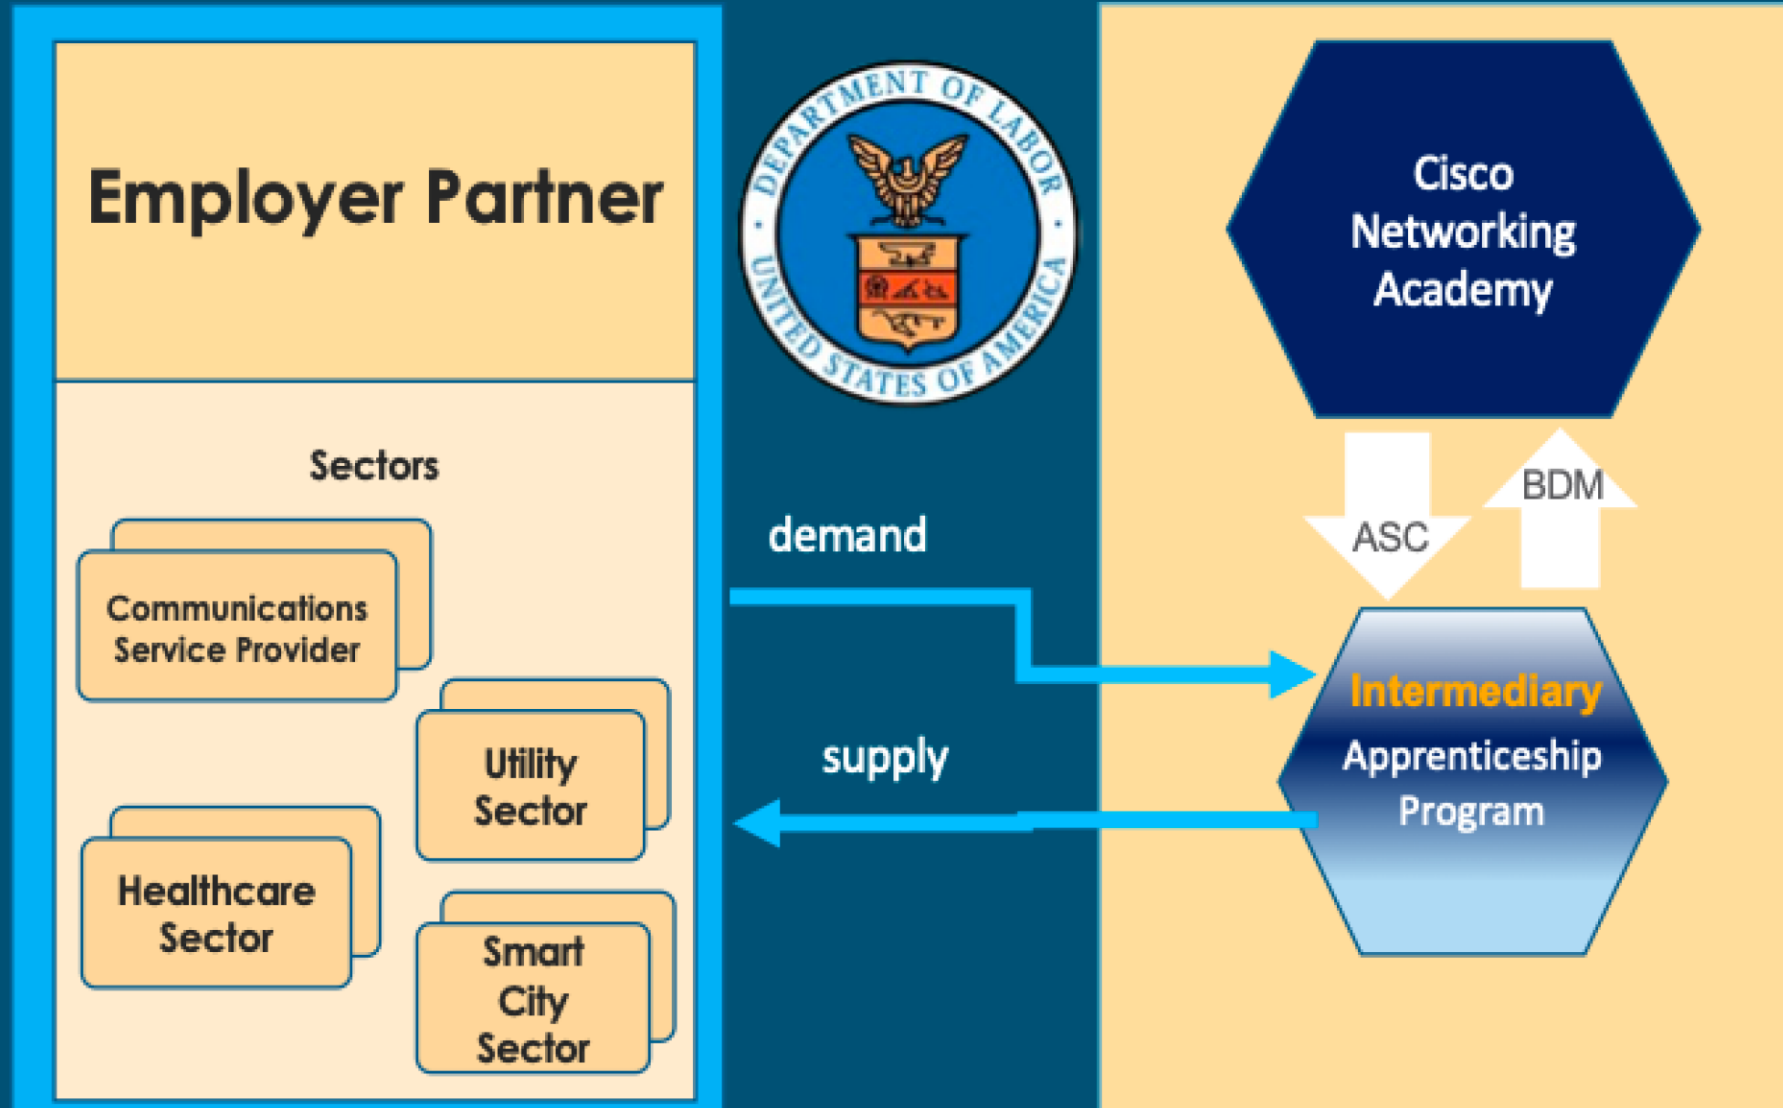 Employer Partner
Sectors
Communications
Service Provider
Utility
Sector
Healthcare
Sector
Smart
City
Sector
DEPARTMENT OF LABOR
UNITED STATES OF AMERICA
demand
supply
Cisco
Networking
Academy
ASC
BDM
Intermediary
Apprenticeship
Program